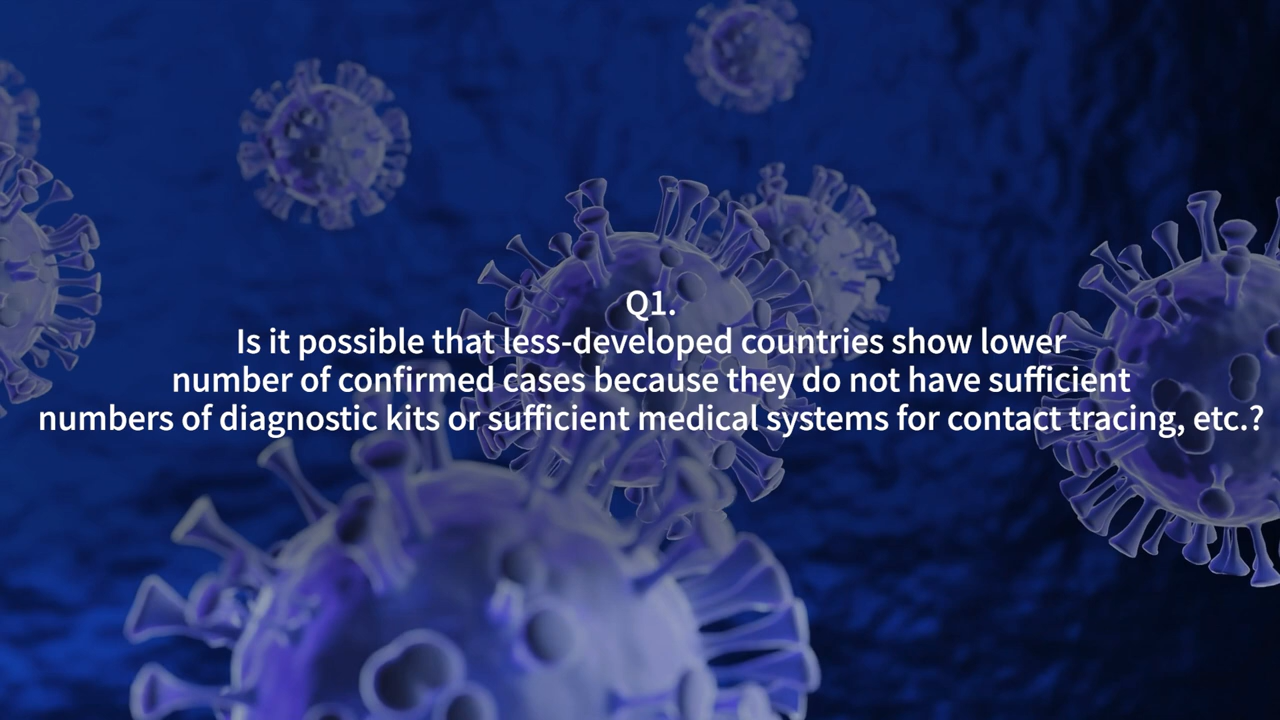 Q1.
Is it possible that less-developed countries show lower
number of confirmed cases because they do not have sufficient
numbers of diagnostic kits or sufficient medical systems for contact tracing, etc.?